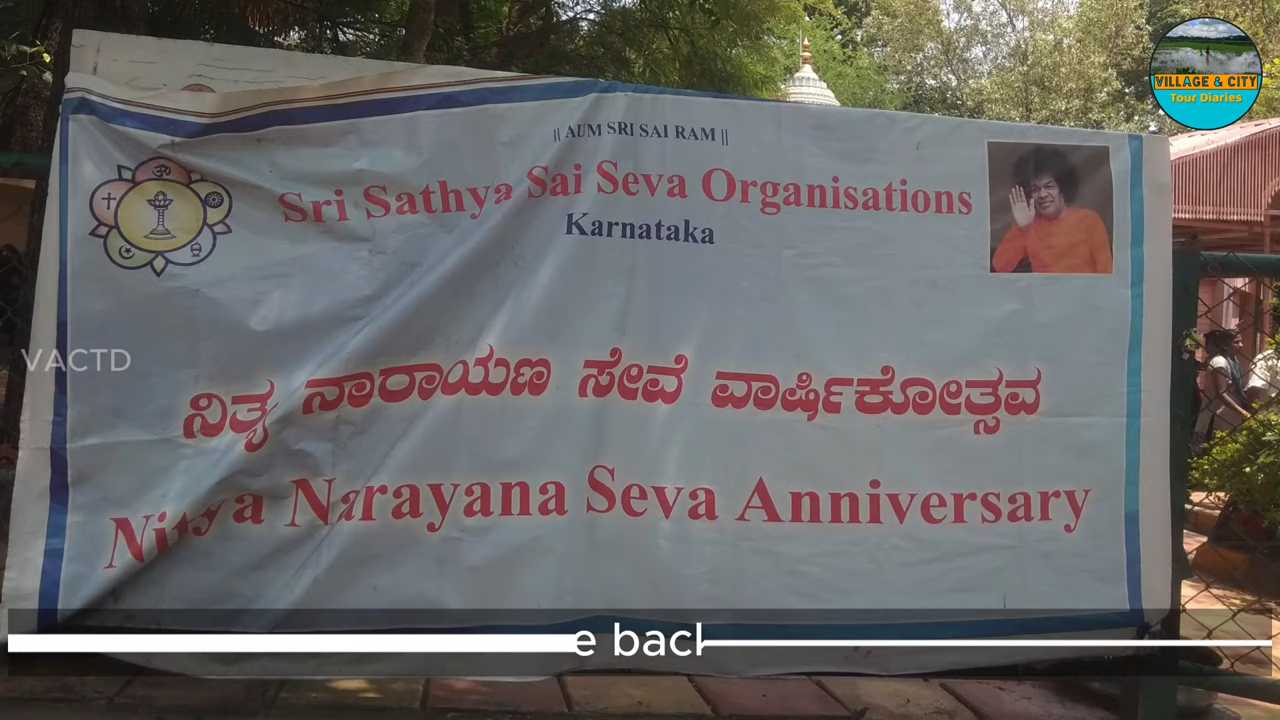 VILLAGE & CITY
Tour Diaries
|| AUM SRI SAI RAM ||
Sri Sathya Sai Seva Organisations
Karnataka
VACTD
ನಿತ್ಯ ನಾರಾಯಣ ಸೇವೆ ವಾರ್ಷಿಕೋತ್ಸವ
Nitya Narayana Seva Anniversary